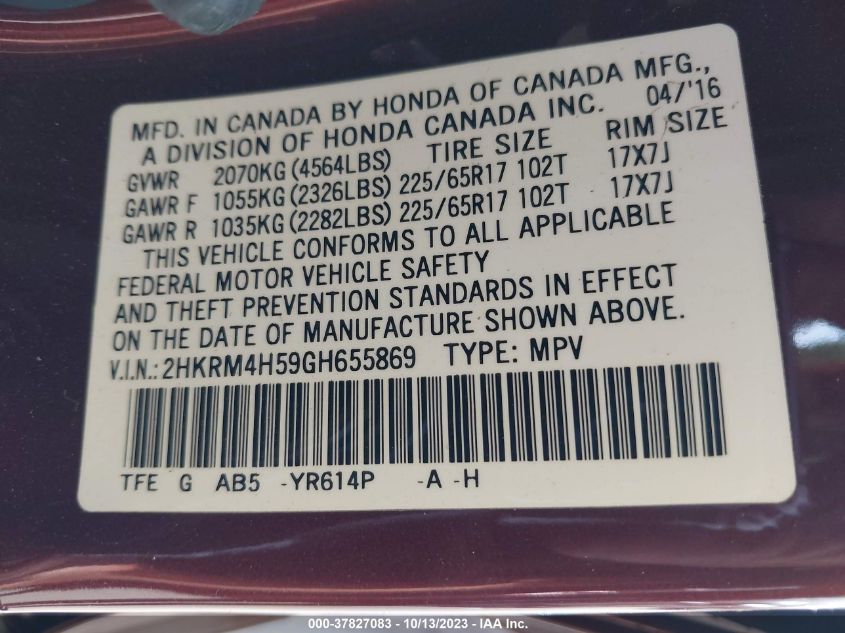 MFD. IN CANADA BY HONDA OF CANADA MFG.,
A DIVISION OF HONDA CANADA INC. 04/'16
TIRE SIZE RIM SIZE
GVWR 2070KG (4564LBS)
GAWR F 1055KG (2326LBS) 225/65R17 102T 17X7J
GAWR R 1035KG (2282LBS) 225/65R17 102T 17X7J
THIS VEHICLE CONFORMS TO ALL APPLICABLE
FEDERAL MOTOR VEHICLE SAFETY
AND THEFT PREVENTION STANDARDS IN EFFECT
ON THE DATE OF MANUFACTURE SHOWN ABOVE.
V.I.N.: 2HKRM4H59GH655869 TYPE: MPV
TFE G AB5 -YR614P -A -H
000-37827083 - 10/13/2023 - IAA Inc.